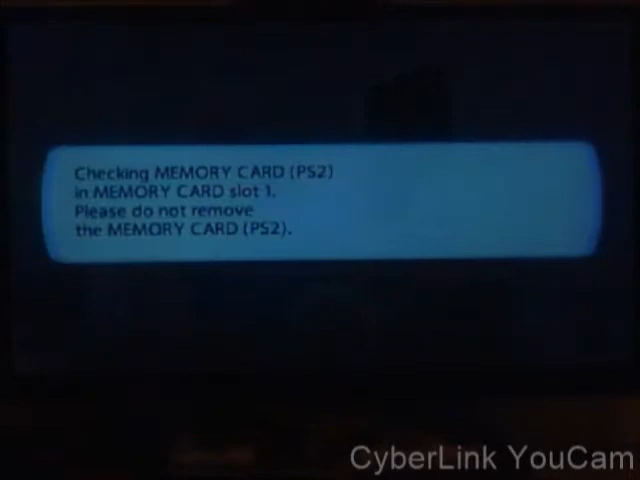 Checking MEMORY CARD (PS2)
in MEMORY CARD slot 1.
Please do not remove
the MEMORY CARD (PS2).
CyberLink YouCam